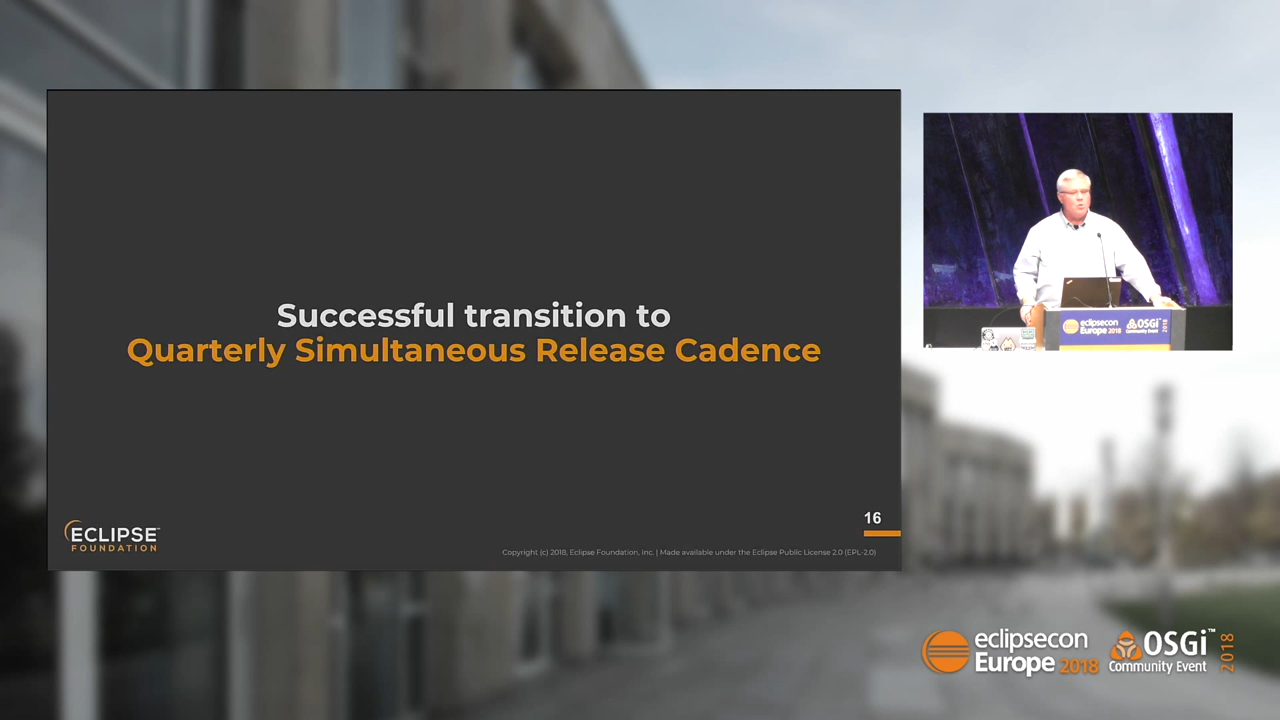 Successful transition to
Quarterly Simultaneous Release Cadence
ECLIPSE™
FOUNDATION
16
Copyright (c) 2018, Eclipse Foundation, Inc. | Made available under the Eclipse Public License 2.0 (EPL-2.0)
eclipsecon
Europe 2018
OSGi
Community Event
2018
eclipsecon
Europe 2018
OSGi™
Community Event
2018